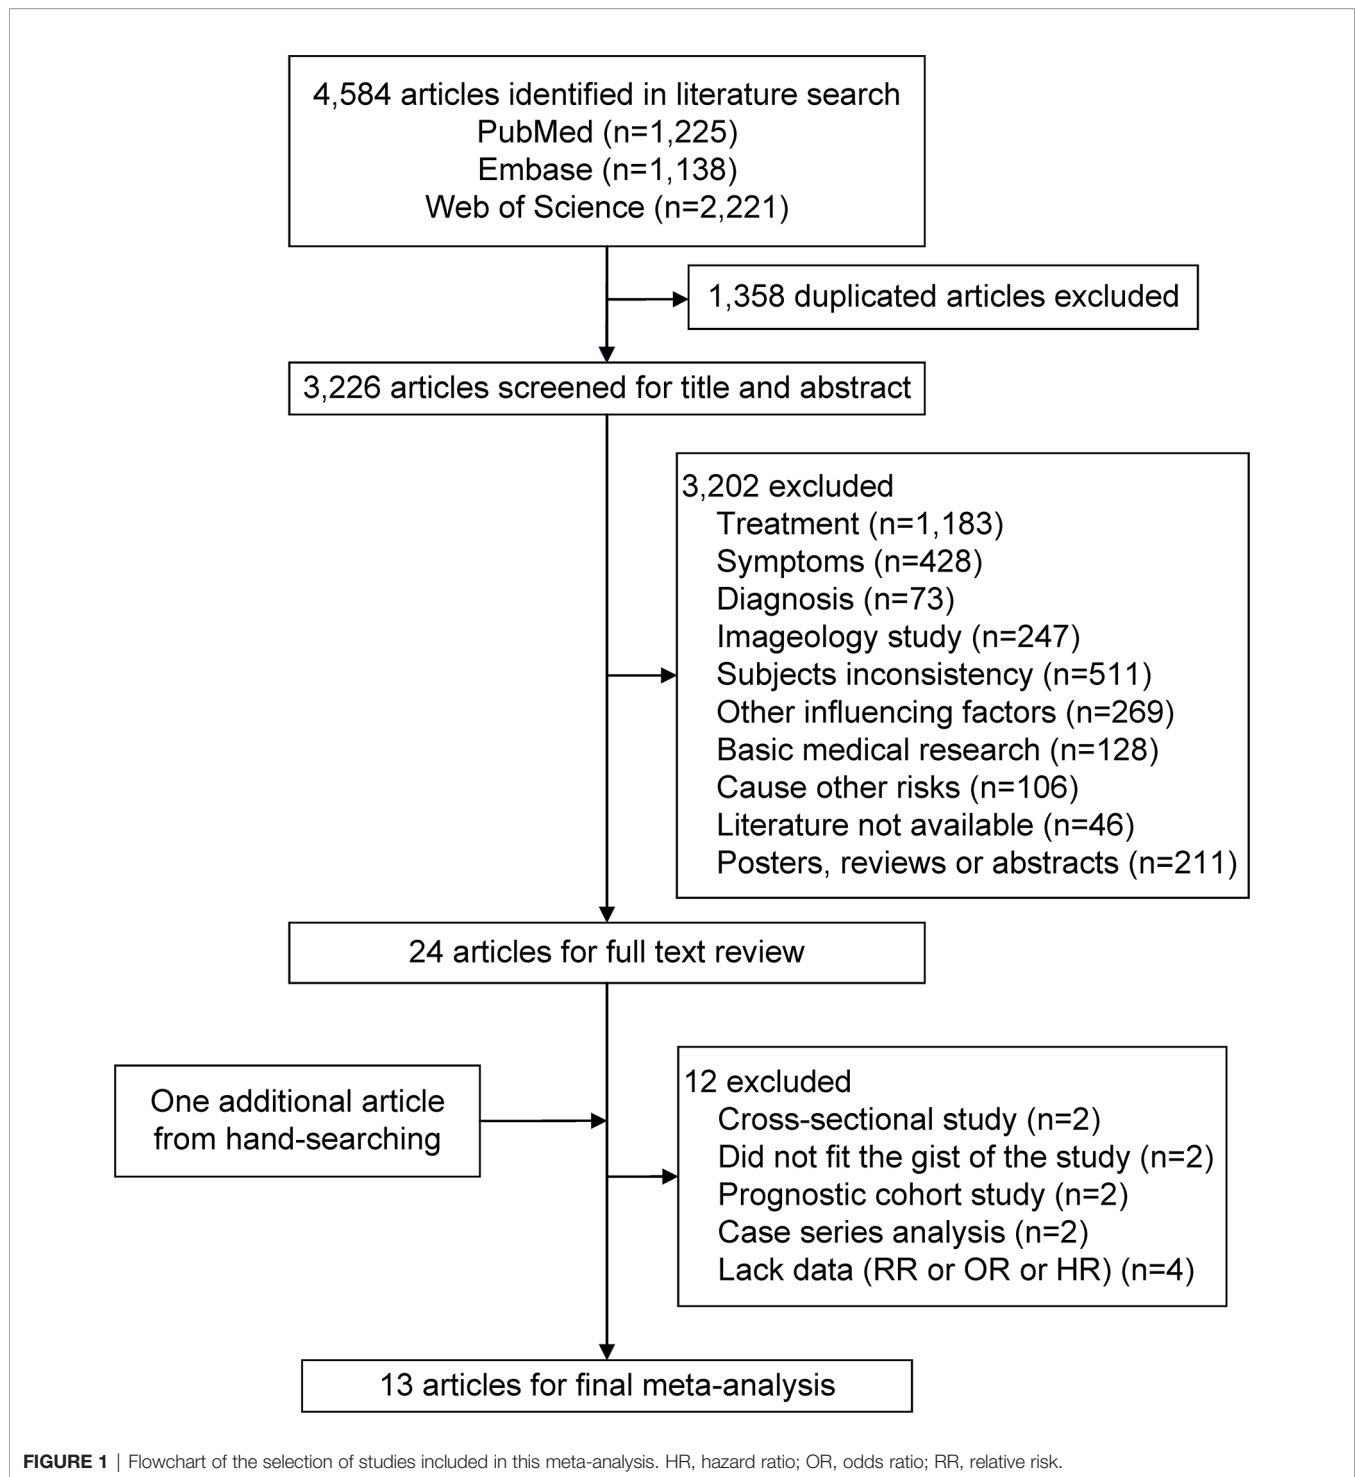 4,584 articles identified in literature search
PubMed (n=1,225)
Embase (n=1,138)
Web of Science (n=2,221)
1,358 duplicated articles excluded
3,226 articles screened for title and abstract
3,202 excluded
Treatment (n=1,183)
Symptoms (n=428)
Diagnosis (n=73)
Imageology study (n=247)
Subjects inconsistency (n=511)
Other influencing factors (n=269)
Basic medical research (n=128)
Cause other risks (n=106)
Literature not available (n=46)
Posters, reviews or abstracts (n=211)
24 articles for full text review
One additional article
from hand-searching
12 excluded
Cross-sectional study (n=2)
Did not fit the gist of the study (n=2)
Prognostic cohort study (n=2)
Case series analysis (n=2)
Lack data (RR or OR or HR) (n=4)
13 articles for final meta-analysis
FIGURE 1 | Flowchart of the selection of studies included in this meta-analysis. HR, hazard ratio; OR, odds ratio; RR, relative risk.